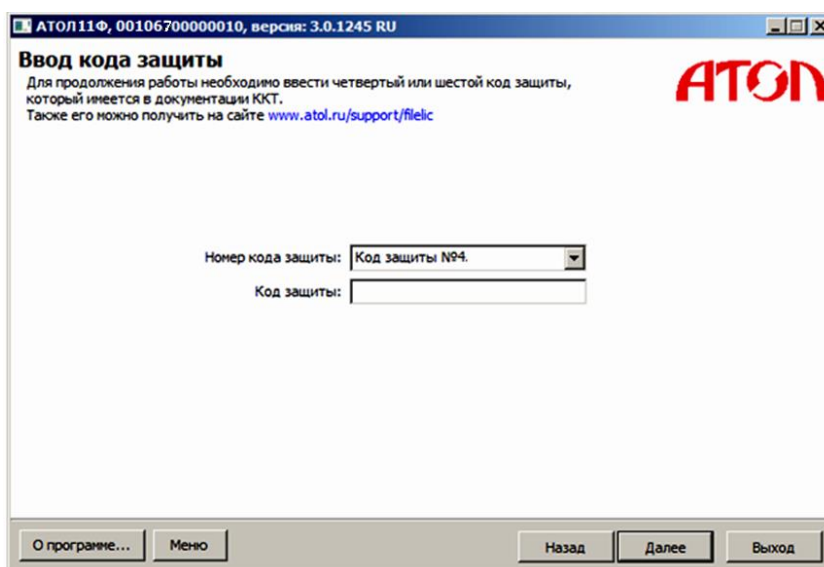 АТОЛ11Ф, 00106700000010, версия: 3.0.1245 RU
Ввод кода защиты
Для продолжения работы необходимо ввести четвертый или шестой код защиты,
который имеется в документации ККТ.
Также его можно получить на сайте www.atol.ru/support/filelic
АТОЛ
Номер кода защиты: Код защиты №4.
Код защиты:
О программе... Меню Назад Далее Выход